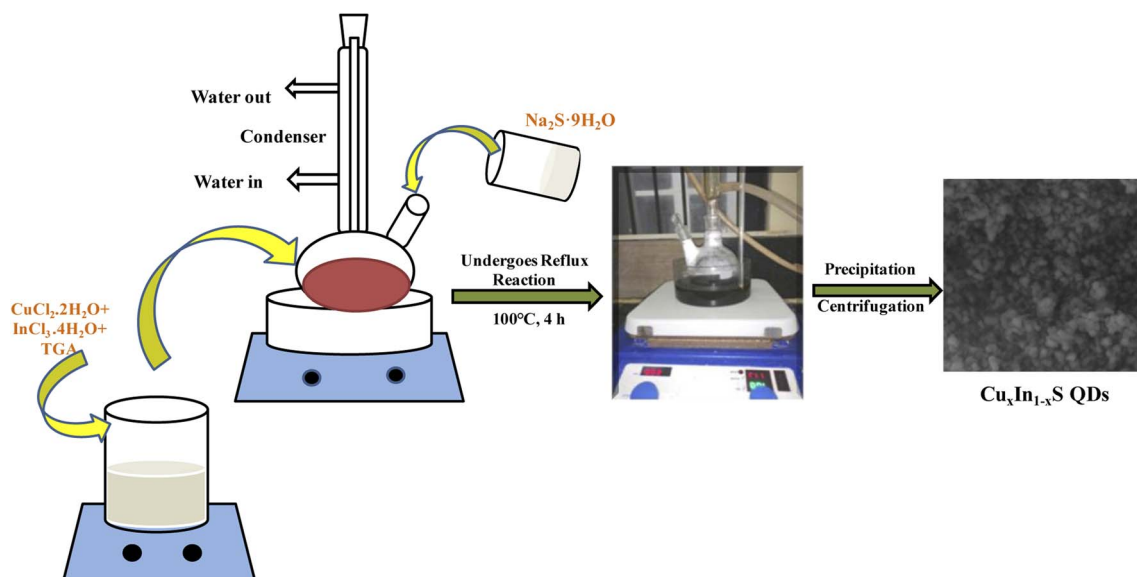 Water out
Condenser
Water in
Na₂S·9H₂O
CuCl₂.2H₂O+
InCl₃.4H₂O+
TGA
Undergoes Reflux
Reaction
100°C, 4 h
Precipitation
Centrifugation
CuₓIn₁₋ₓS QDs